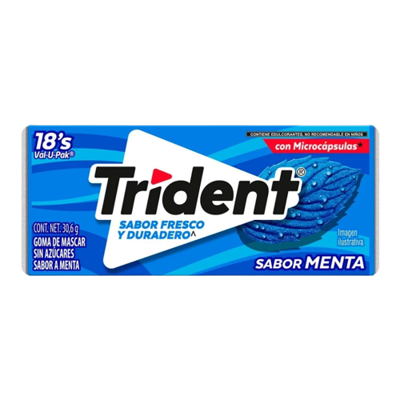 18's
Val-U-Pak®
CONTIENE EDULCORANTES, NO RECOMENDABLE EN NIÑOS
con Microcápsulas*
Trident®
SABOR FRESCO
Y DURADERO^
CONT. NET. 30,6 g
GOMA DE MASCAR
SIN AZÚCARES
SABOR A MENTA
Imagen
ilustrativa
SABOR MENTA